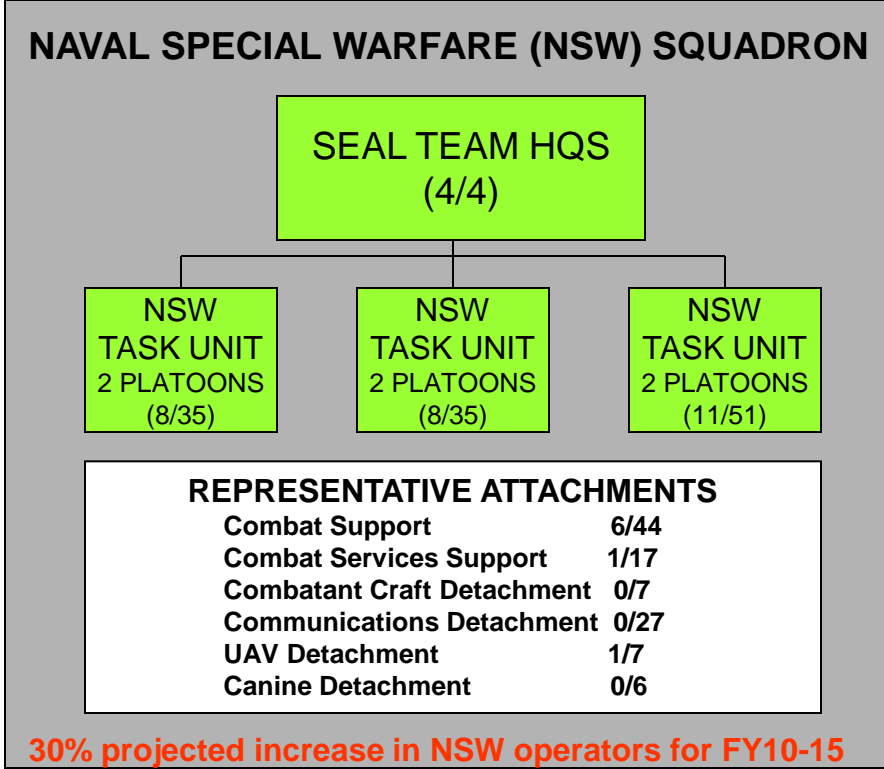 NAVAL SPECIAL WARFARE (NSW) SQUADRON
SEAL TEAM HQS
(4/4)
NSW
TASK UNIT
2 PLATOONS
(8/35)
NSW
TASK UNIT
2 PLATOONS
(8/35)
NSW
TASK UNIT
2 PLATOONS
(11/51)
REPRESENTATIVE ATTACHMENTS
Combat Support 6/44
Combat Services Support 1/17
Combatant Craft Detachment 0/7
Communications Detachment 0/27
UAV Detachment 1/7
Canine Detachment 0/6
30% projected increase in NSW operators for FY10-15